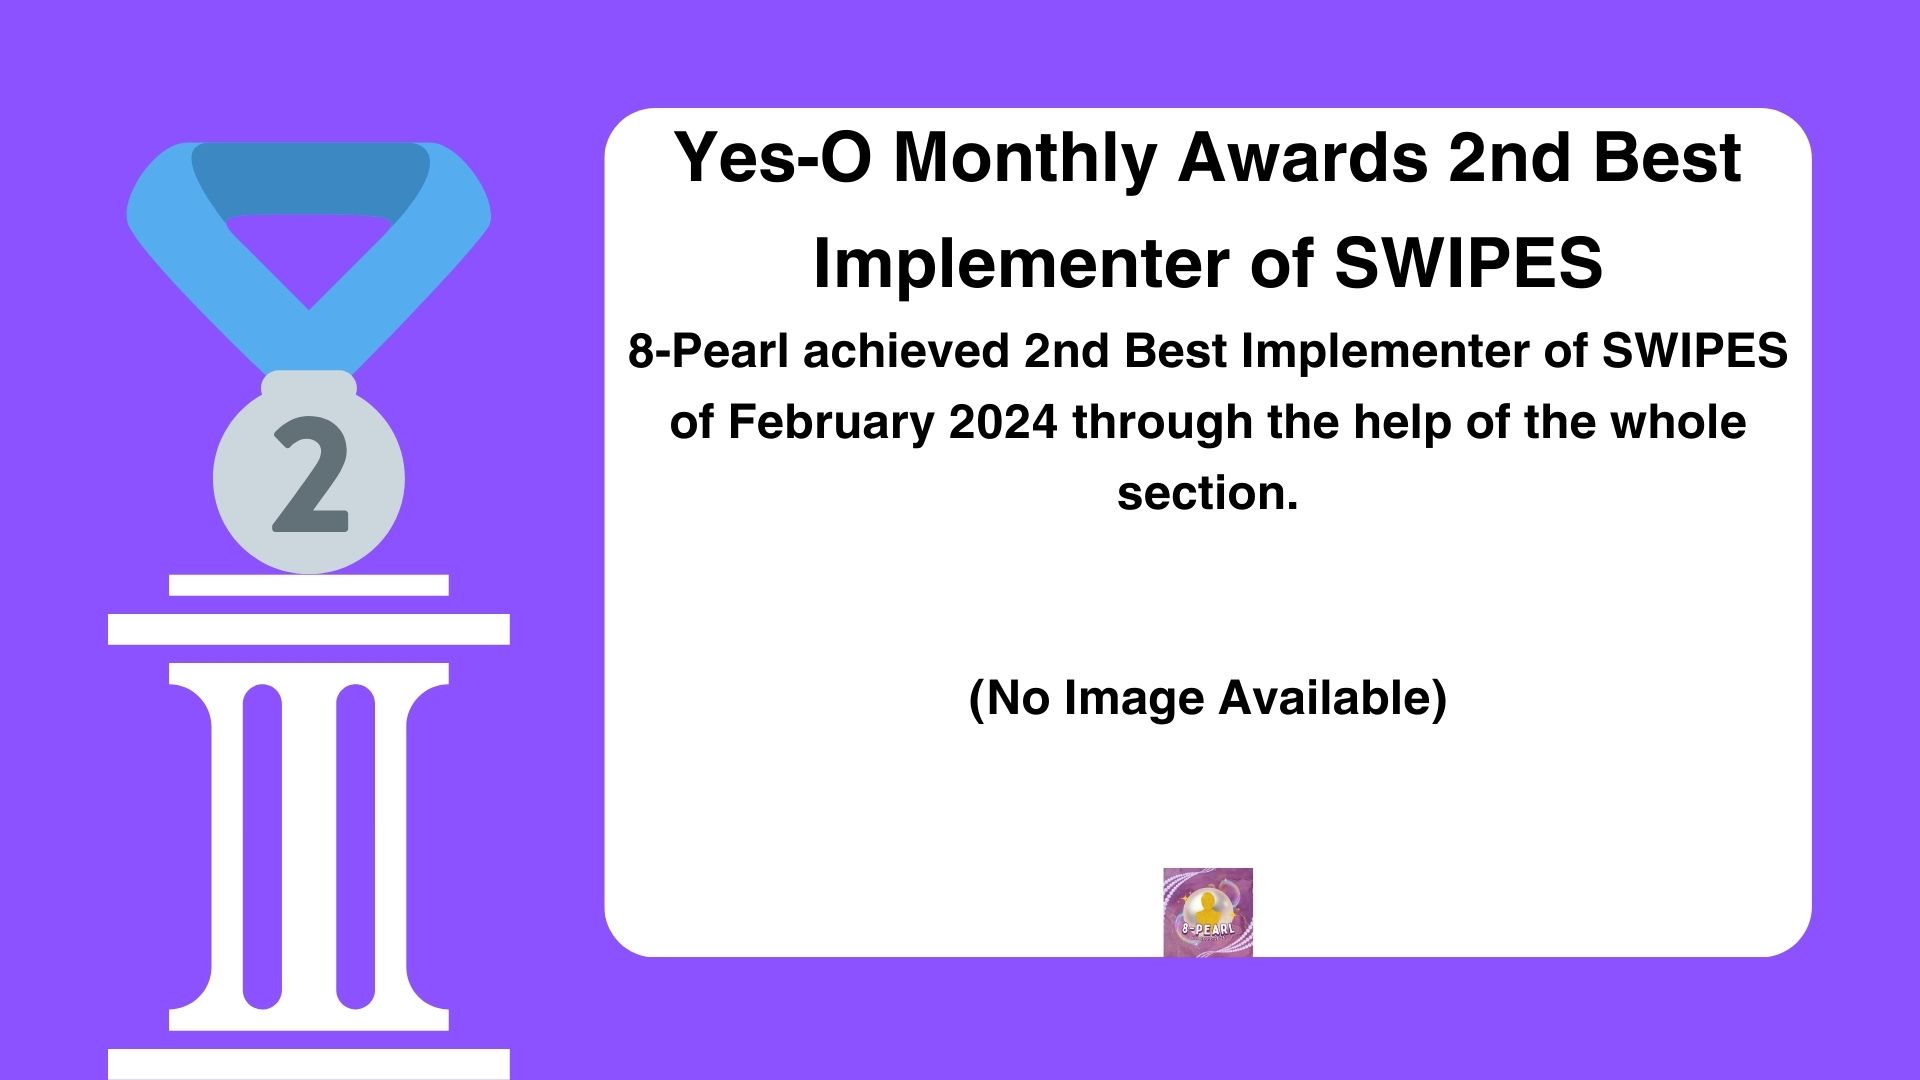 Yes-O Monthly Awards 2nd Best
Implementer of SWIPES
8-Pearl achieved 2nd Best Implementer of SWIPES
of February 2024 through the help of the whole
section.
(No Image Available)
2
8-PEARL